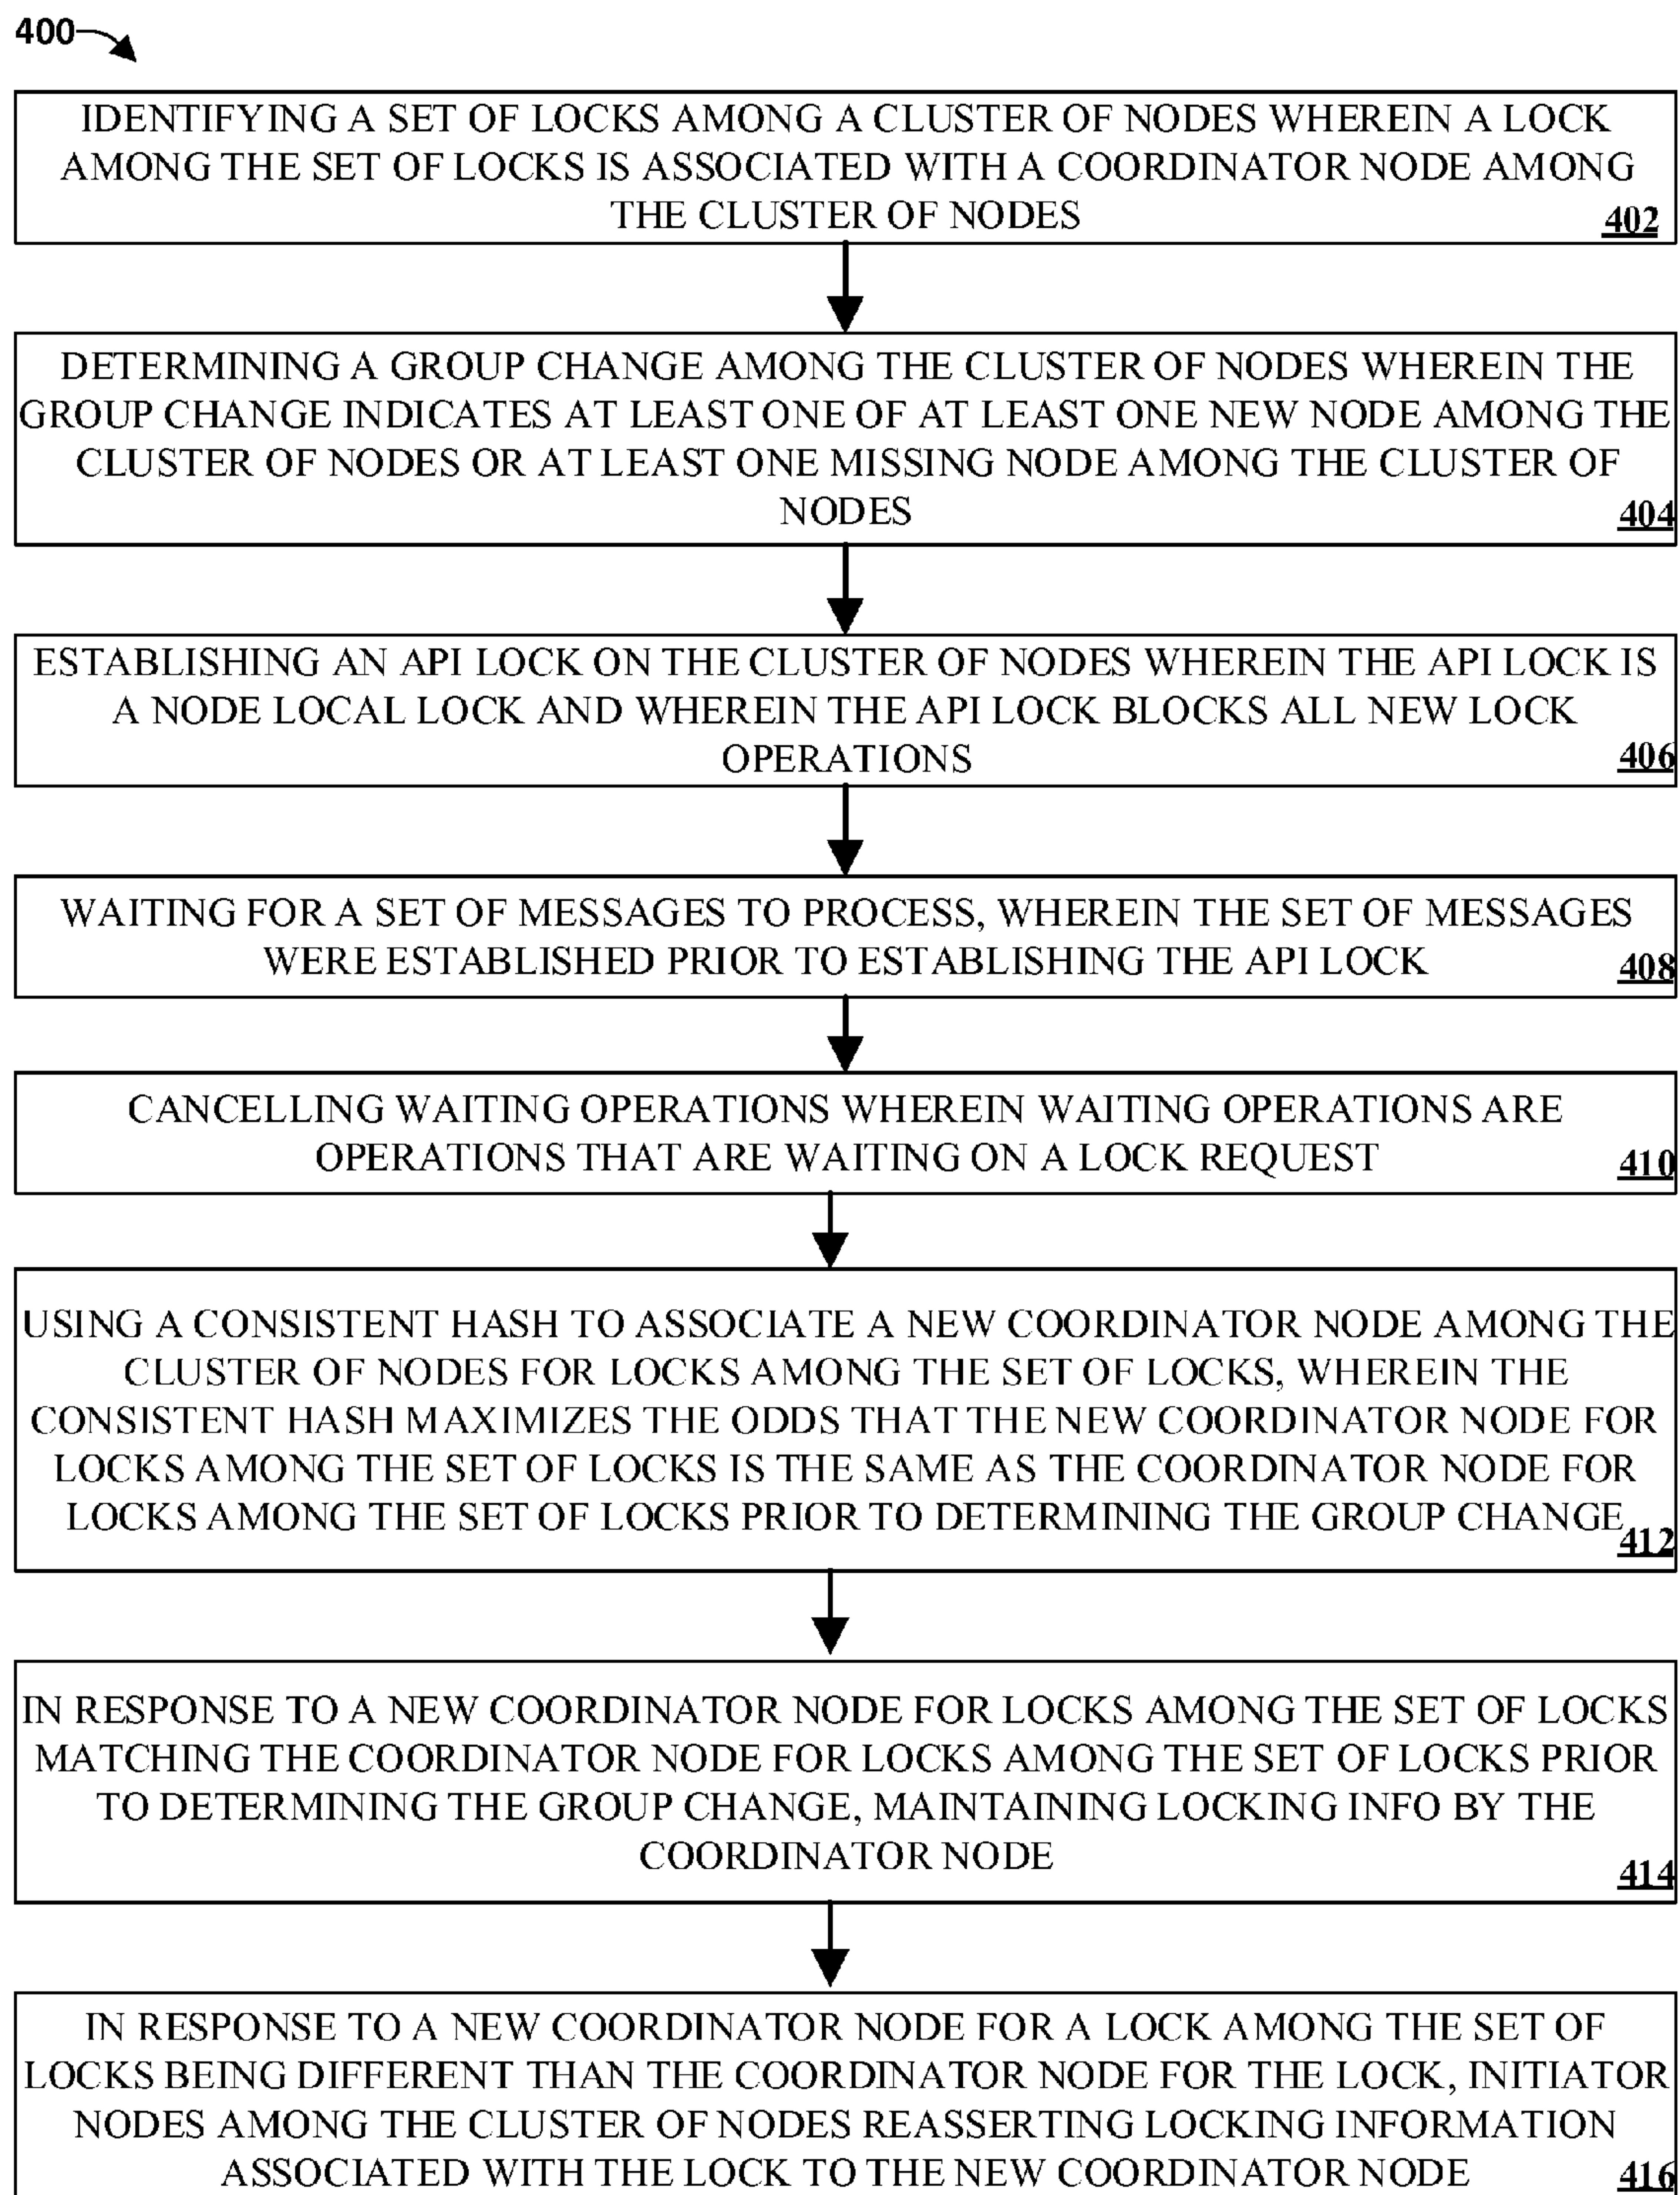 400
IDENTIFYING A SET OF LOCKS AMONG A CLUSTER OF NODES WHEREIN A LOCK
AMONG THE SET OF LOCKS IS ASSOCIATED WITH A COORDINATOR NODE AMONG
THE CLUSTER OF NODES
402
DETERMINING A GROUP CHANGE AMONG THE CLUSTER OF NODES WHEREIN THE
GROUP CHANGE INDICATES AT LEAST ONE OF AT LEAST ONE NEW NODE AMONG THE
CLUSTER OF NODES OR AT LEAST ONE MISSING NODE AMONG THE CLUSTER OF
NODES
404
ESTABLISHING AN API LOCK ON THE CLUSTER OF NODES WHEREIN THE API LOCK IS
A NODE LOCAL LOCK AND WHEREIN THE API LOCK BLOCKS ALL NEW LOCK
OPERATIONS
406
WAITING FOR A SET OF MESSAGES TO PROCESS, WHEREIN THE SET OF MESSAGES
WERE ESTABLISHED PRIOR TO ESTABLISHING THE API LOCK
408
CANCELLING WAITING OPERATIONS WHEREIN WAITING OPERATIONS ARE
OPERATIONS THAT ARE WAITING ON A LOCK REQUEST
410
USING A CONSISTENT HASH TO ASSOCIATE A NEW COORDINATOR NODE AMONG THE
CLUSTER OF NODES FOR LOCKS AMONG THE SET OF LOCKS, WHEREIN THE
CONSISTENT HASH MAXIMIZES THE ODDS THAT THE NEW COORDINATOR NODE FOR
LOCKS AMONG THE SET OF LOCKS IS THE SAME AS THE COORDINATOR NODE FOR
LOCKS AMONG THE SET OF LOCKS PRIOR TO DETERMINING THE GROUP CHANGE
412
IN RESPONSE TO A NEW COORDINATOR NODE FOR LOCKS AMONG THE SET OF LOCKS
MATCHING THE COORDINATOR NODE FOR LOCKS AMONG THE SET OF LOCKS PRIOR
TO DETERMINING THE GROUP CHANGE, MAINTAINING LOCKING INFO BY THE
COORDINATOR NODE
414
IN RESPONSE TO A NEW COORDINATOR NODE FOR A LOCK AMONG THE SET OF
LOCKS BEING DIFFERENT THAN THE COORDINATOR NODE FOR THE LOCK, INITIATOR
NODES AMONG THE CLUSTER OF NODES REASSERTING LOCKING INFORMATION
ASSOCIATED WITH THE LOCK TO THE NEW COORDINATOR NODE
416